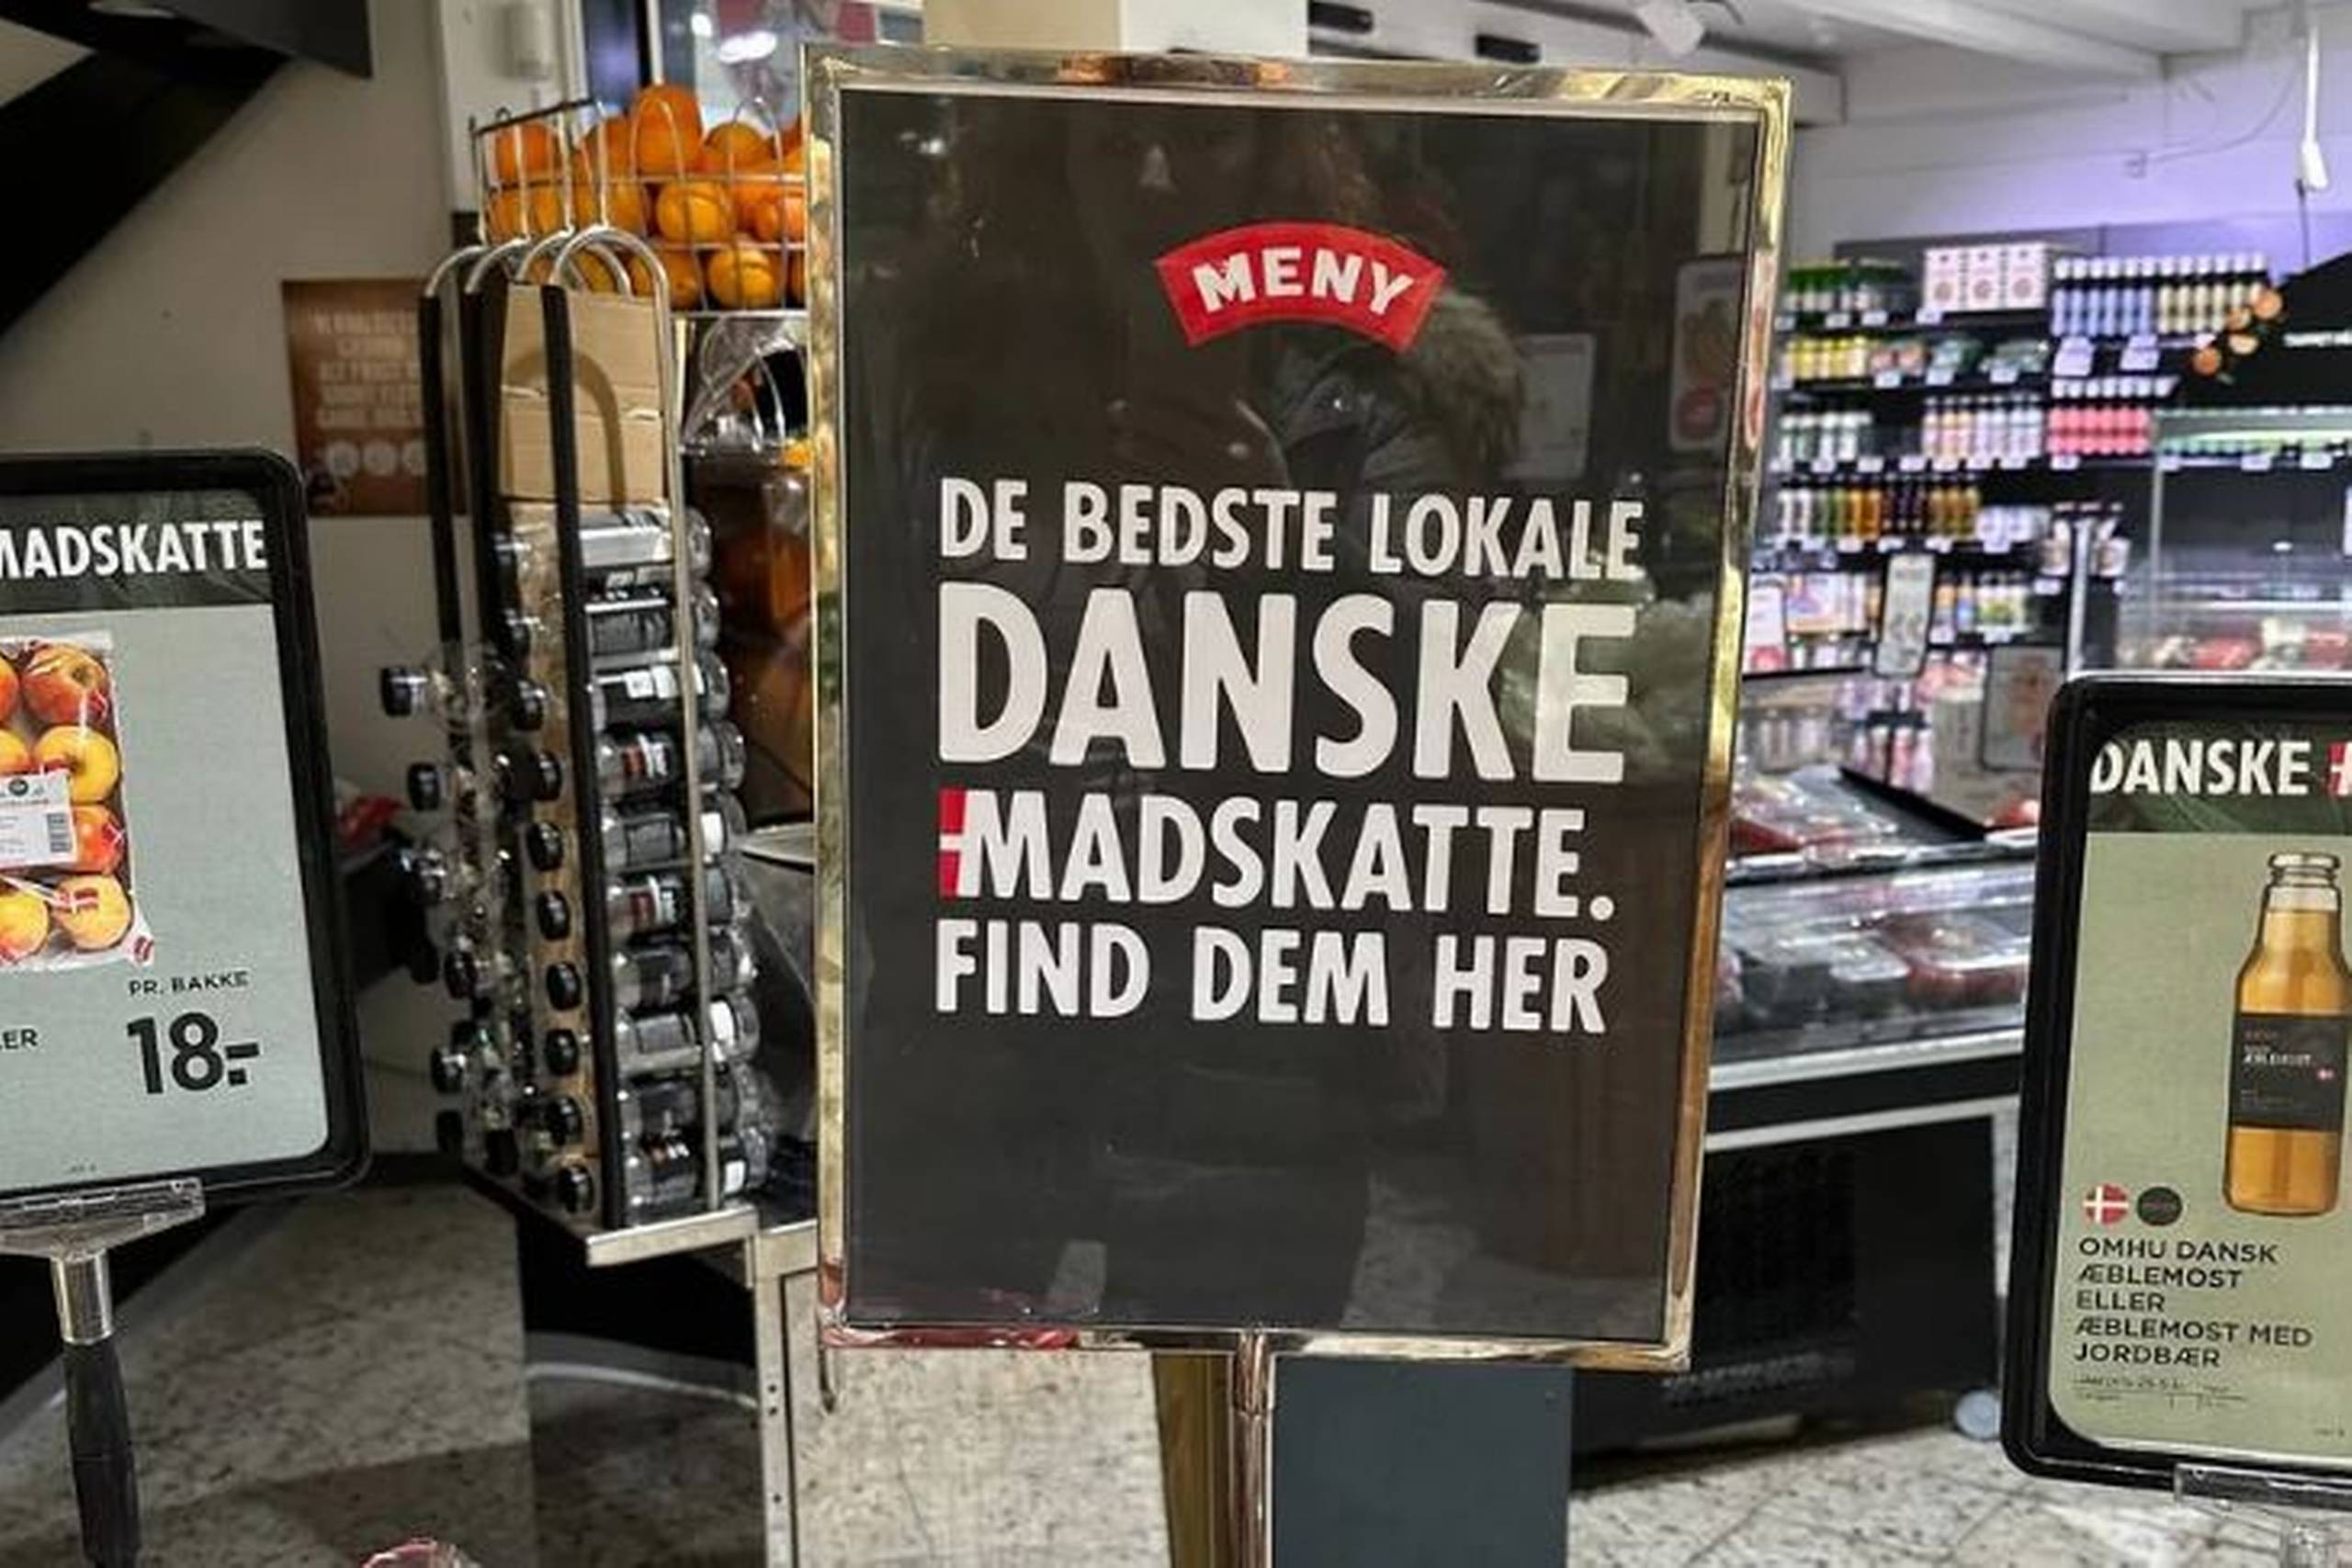 MADSKATTE
PR. BAKKE
18:-
MENY
DE BEDSTE LOKALE
DANSKE
MADSKATTE.
FIND DEM HER
DANSKE
OMHU DANSK
ÆBLEMOST
ELLER
ÆBLEMOST MED
JORDBÆR